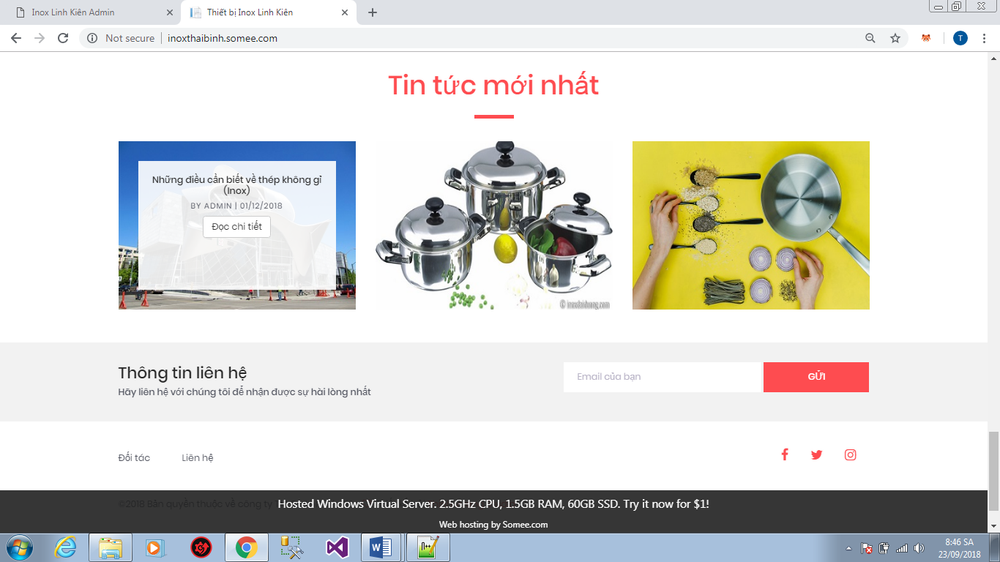 Inox Linh Kiên Admin
Thiết bị Inox Linh Kiên
Not secure
inoxthaibinh.somee.com
T
Tin tức mới nhất
Những điều cần biết về thép không gỉ
(Inox)
BY ADMIN | 01/12/2018
Đọc chi tiết
Thông tin liên hệ
Hãy liên hệ với chúng tôi để nhận được sự hài lòng nhất
Email của bạn
GỬI
Đối tác
Liên hệ
©2018 Bản quyền thuộc về công ty
Hosted Windows Virtual Server. 2.5GHz CPU, 1.5GB RAM, 60GB SSD. Try it now for $1!
Web hosting by Somee.com
8:46 SA
23/09/2018